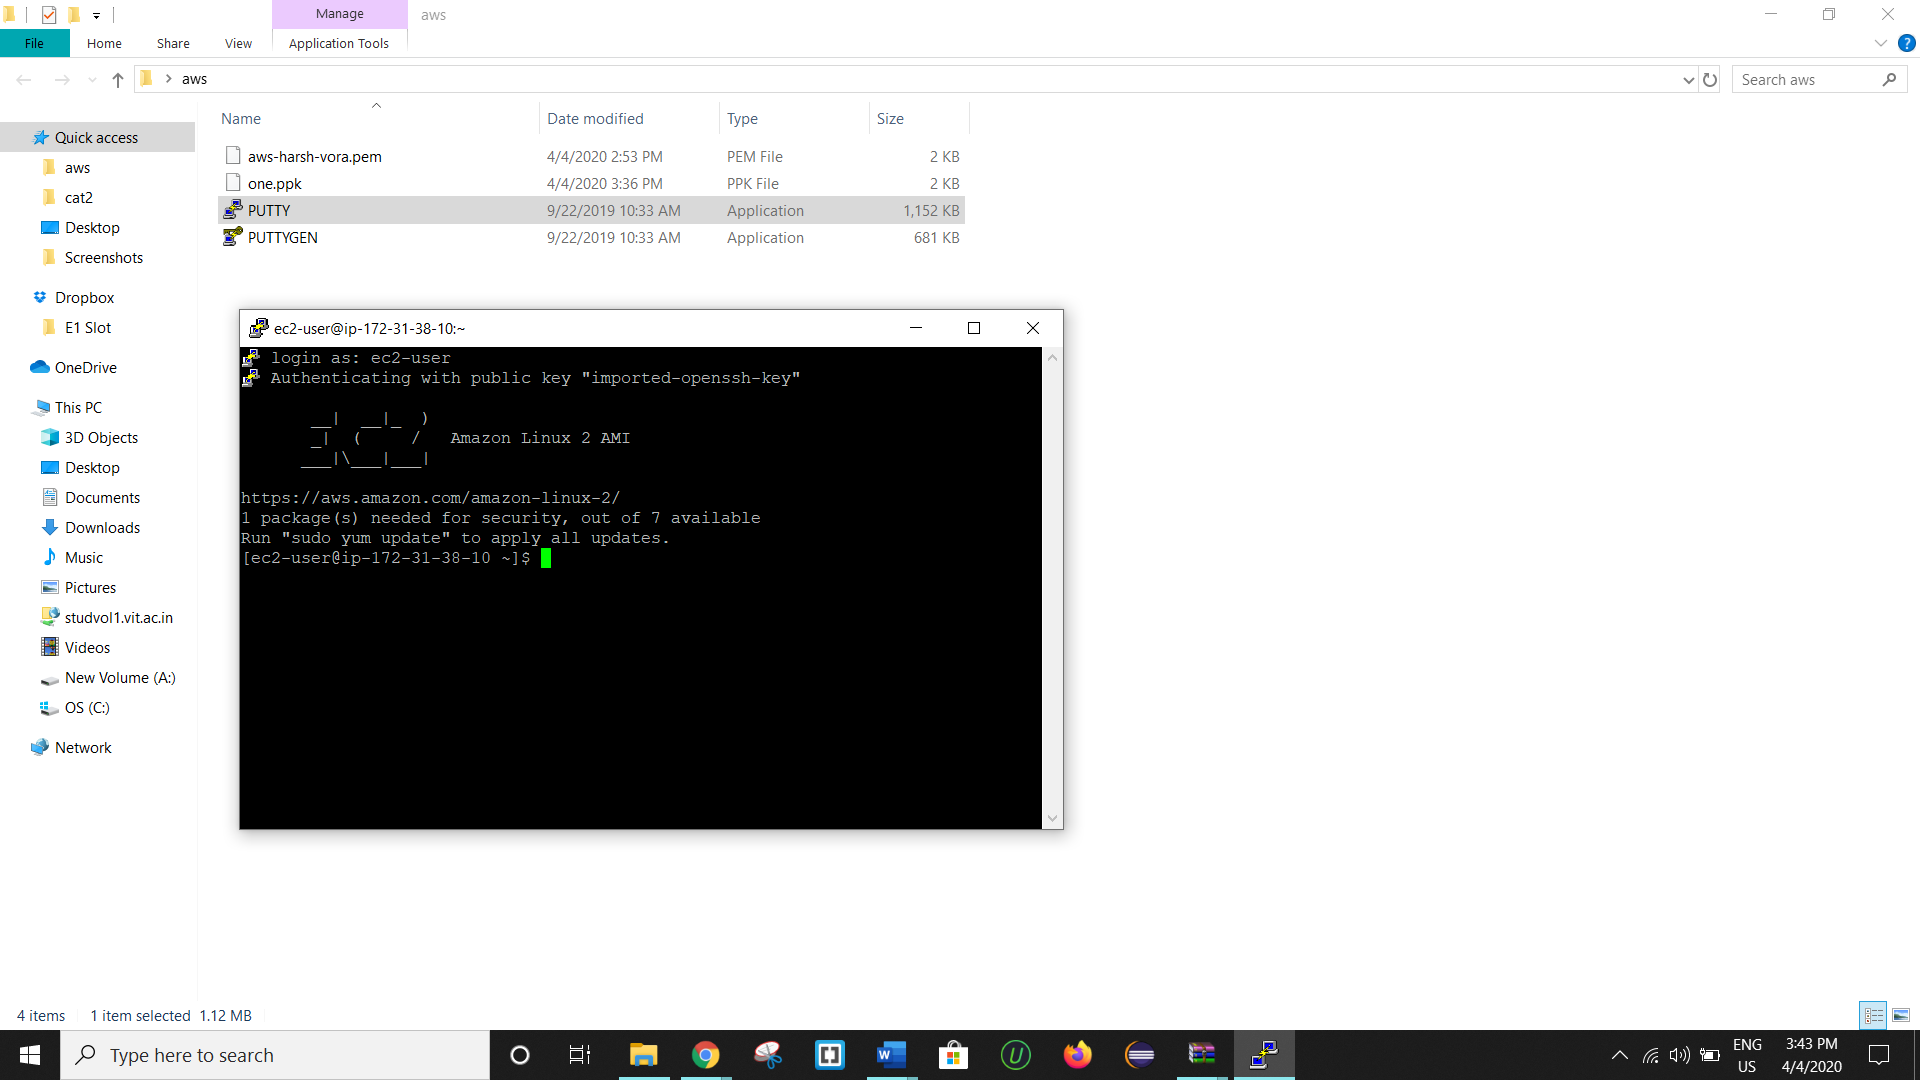 Manage
aws
File
Home
Share
View
Application Tools
aws
Search aws
Name
Date modified
Type
Size
Quick access
aws
cat2
Desktop
Screenshots
Dropbox
E1 Slot
OneDrive
This PC
3D Objects
Desktop
Documents
Downloads
Music
Pictures
studvol1.vit.ac.in
Videos
New Volume (A:)
OS (C:)
Network
aws-harsh-vora.pem 4/4/2020 2:53 PM PEM File 2 KB
one.ppk 4/4/2020 3:36 PM PPK File 2 KB
PUTTY 9/22/2019 10:33 AM Application 1,152 KB
PUTTYGEN 9/22/2019 10:33 AM Application 681 KB
ec2-user@ip-172-31-38-10:~
login as: ec2-user
Authenticating with public key "imported-openssh-key"
__|  __|_  )
_|  (     /   Amazon Linux 2 AMI
___|\___|___|
https://aws.amazon.com/amazon-linux-2/
1 package(s) needed for security, out of 7 available
Run "sudo yum update" to apply all updates.
[ec2-user@ip-172-31-38-10 ~]$
4 items 1 item selected 1.12 MB
Type here to search
ENG
US
3:43 PM
4/4/2020